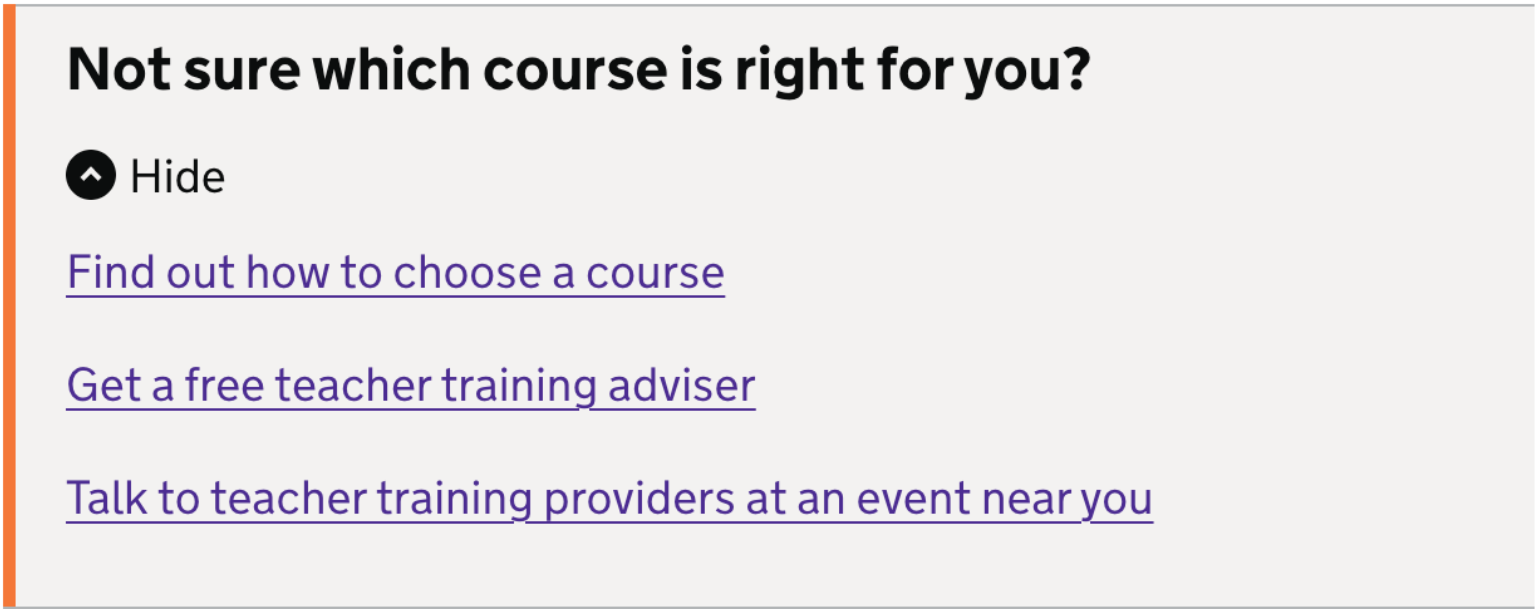 Not sure which course is right for you?
Hide
Find out how to choose a course
Get a free teacher training adviser
Talk to teacher training providers at an event near you